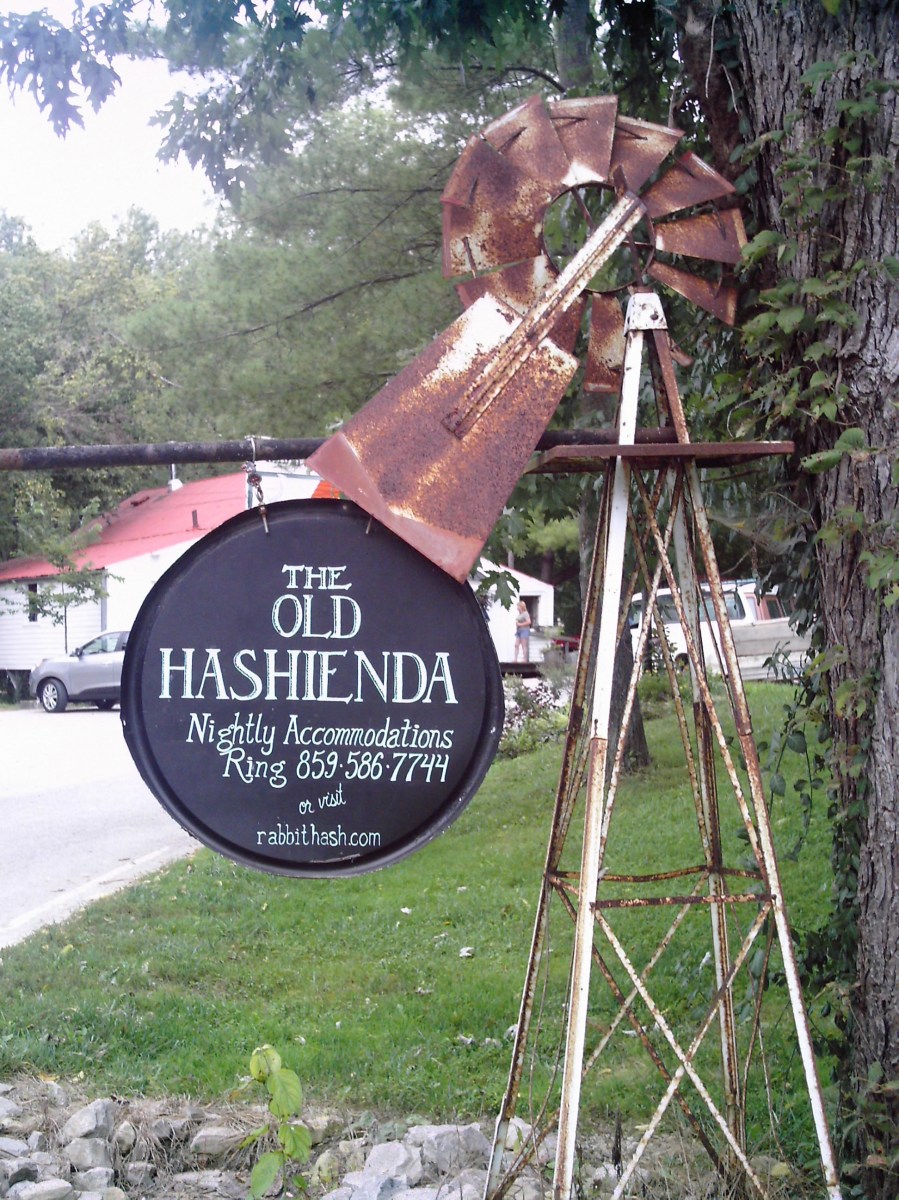 THE
OLD
HASHIENDA
Nightly Accommodations
Ring 859·586·7744
or visit
rabbithash.com